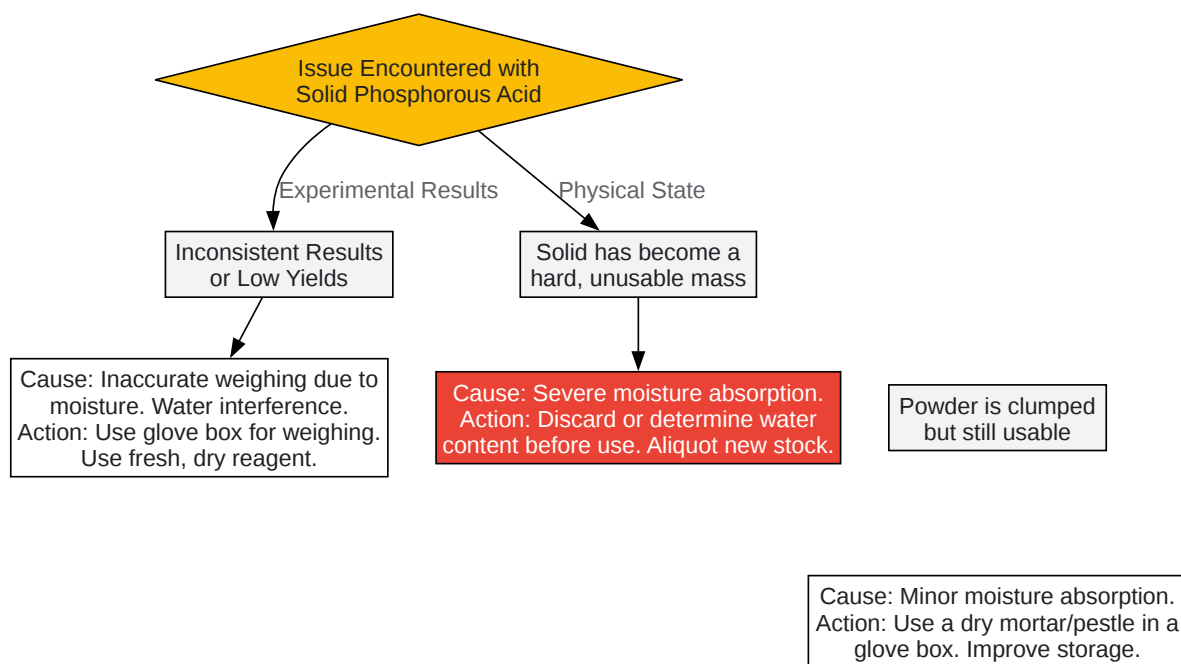 Issue Encountered with
Solid Phosphorous Acid
Experimental Results
Physical State
Inconsistent Results
or Low Yields
Solid has become a
hard, unusable mass
Cause: Inaccurate weighing due to
moisture. Water interference.
Action: Use glove box for weighing.
Use fresh, dry reagent.
Cause: Severe moisture absorption.
Action: Discard or determine water
content before use. Aliquot new stock.
Powder is clumped
but still usable
Cause: Minor moisture absorption.
Action: Use a dry mortar/pestle in a
glove box. Improve storage.